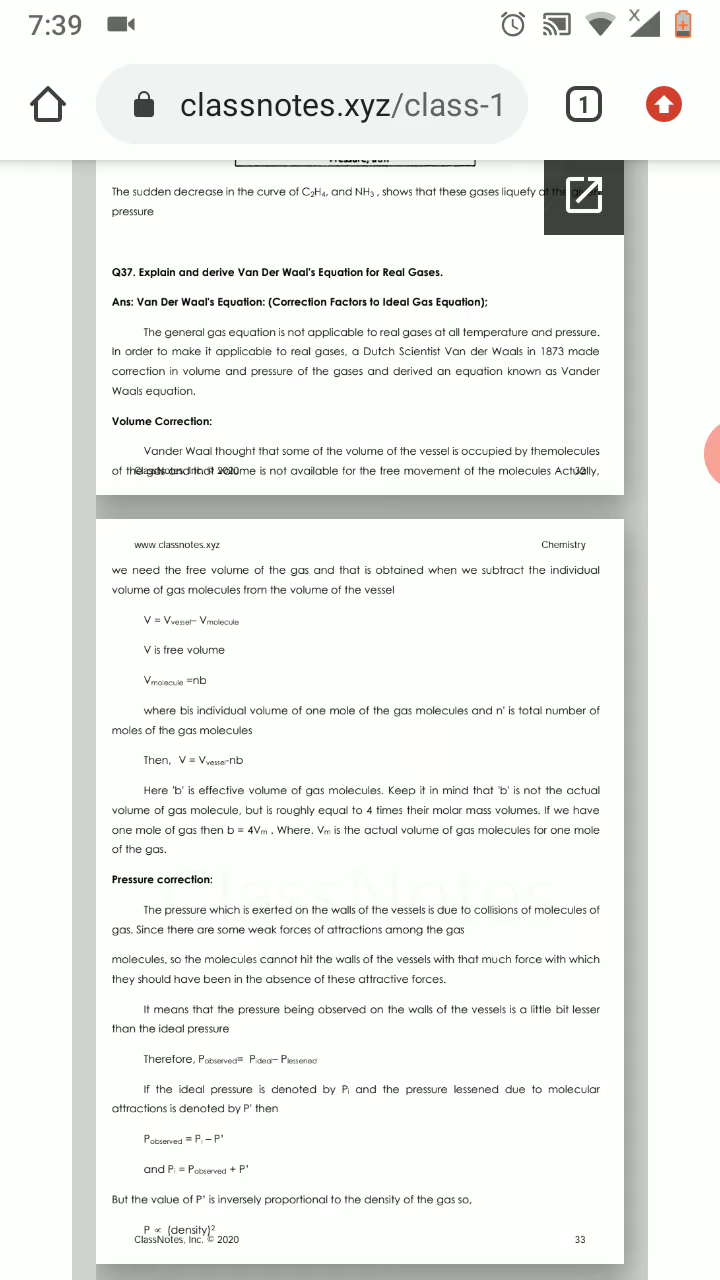 7:39
X
classnotes.xyz/class-1
1
Pressure, atm
The sudden decrease in the curve of C₂H₄, and NH₃ , shows that these gases liquefy at the
pressure
Q37. Explain and derive Van Der Waal's Equation for Real Gases.
Ans: Van Der Waal's Equation: (Correction Factors to Ideal Gas Equation);
The general gas equation is not applicable to real gases at all temperature and pressure.
In order to make it applicable to real gases, a Dutch Scientist Van der Waals in 1873 made
correction in volume and pressure of the gases and derived an equation known as Vander
Waals equation.
Volume Correction:
Vander Waal thought that some of the volume of the vessel is occupied by themolecules
of the gas and that volume is not available for the free movement of the molecules Actually,
ClassNotes, Inc. © 2020 32
www.classnotes.xyz Chemistry
we need the free volume of the gas and that is obtained when we subtract the individual
volume of gas molecules from the volume of the vessel
V = Vvessel– Vmolecule
V is free volume
Vmolecule =nb
where bis individual volume of one mole of the gas molecules and n' is total number of
moles of the gas molecules
Then, V = Vvessel-nb
Here 'b' is effective volume of gas molecules. Keep it in mind that 'b' is not the actual
volume of gas molecule, but is roughly equal to 4 times their molar mass volumes. If we have
one mole of gas then b = 4Vm . Where. Vm is the actual volume of gas molecules for one mole
of the gas.
ClassNotes
Pressure correction:
The pressure which is exerted on the walls of the vessels is due to collisions of molecules of
gas. Since there are some weak forces of attractions among the gas
molecules, so the molecules cannot hit the walls of the vessels with that much force with which
they should have been in the absence of these attractive forces.
It means that the pressure being observed on the walls of the vessels is a little bit lesser
than the ideal pressure
Therefore, Pobserved= Pideal– Plessened
If the ideal pressure is denoted by Pi and the pressure lessened due to molecular
attractions is denoted by P' then
Pobserved = Pi – P'
and Pi = Pobserved + P'
But the value of P' is inversely proportional to the density of the gas so,
P ∝ (density)²
ClassNotes, Inc. © 2020 33